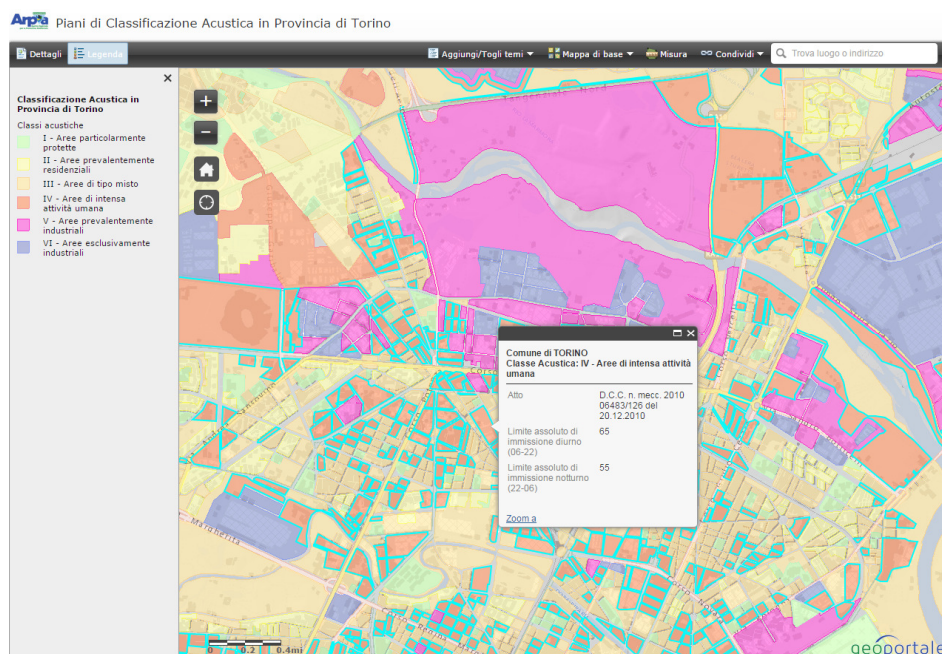 Arpa Piani di Classificazione Acustica in Provincia di Torino
Dettagli Legenda Aggiungi/Togli temi Mappa di base Misura Condividi Trova luogo o indirizzo
Classificazione Acustica in
Provincia di Torino
Classi acustiche
I - Aree particolarmente
protette
II - Aree prevalentemente
residenziali
III - Aree di tipo misto
IV - Aree di intensa
attività umana
V - Aree prevalentemente
industriali
VI - Aree esclusivamente
industriali
Comune di TORINO
Classe Acustica: IV - Aree di intensa attività
umana
Atto D.C.C. n. mecc. 2010
06483/126 del
20.12.2010
Limite assoluto di 65
immissione diurno
(06-22)
Limite assoluto di 55
immissione notturno
(22-06)
Zoom a
Margherita
Corso
0 0.2 0.4mi
geoportale